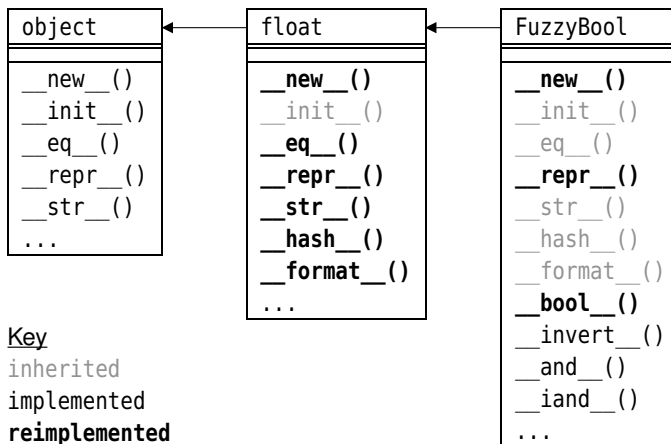 object
__new__()
__init__()
__eq__()
__repr__()
__str__()
...
float
__new__()
__init__()
__eq__()
__repr__()
__str__()
__hash__()
__format__()
...
FuzzyBool
__new__()
__init__()
__eq__()
__repr__()
__str__()
__hash__()
__format__()
__bool__()
__invert__()
__and__()
__iand__()
...
Key
inherited
implemented
reimplemented